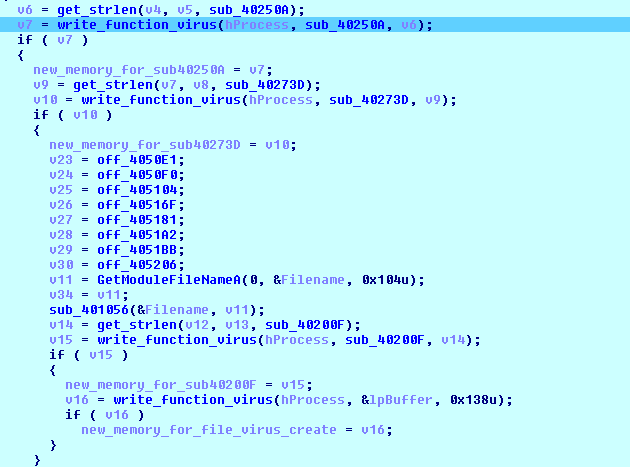 v6 = get_strlen(v4, v5, sub_40250A);
v7 = write_function_virus(hProcess, sub_40250A, v6);
if ( v7 )
{
new_memory_for_sub40250A = v7;
v9 = get_strlen(v7, v8, sub_40273D);
v10 = write_function_virus(hProcess, sub_40273D, v9);
if ( v10 )
{
new_memory_for_sub40273D = v10;
v23 = off_4050E1;
v24 = off_4050F0;
v25 = off_405104;
v26 = off_40516F;
v27 = off_405181;
v28 = off_4051A2;
v29 = off_4051BB;
v30 = off_405206;
v11 = GetModuleFileNameA(0, &Filename, 0x104u);
v34 = v11;
sub_401056(&Filename, v11);
v14 = get_strlen(v12, v13, sub_40200F);
v15 = write_function_virus(hProcess, sub_40200F, v14);
if ( v15 )
{
new_memory_for_sub40200F = v15;
v16 = write_function_virus(hProcess, &lpBuffer, 0x138u);
if ( v16 )
new_memory_for_file_virus_create = v16;
}
}